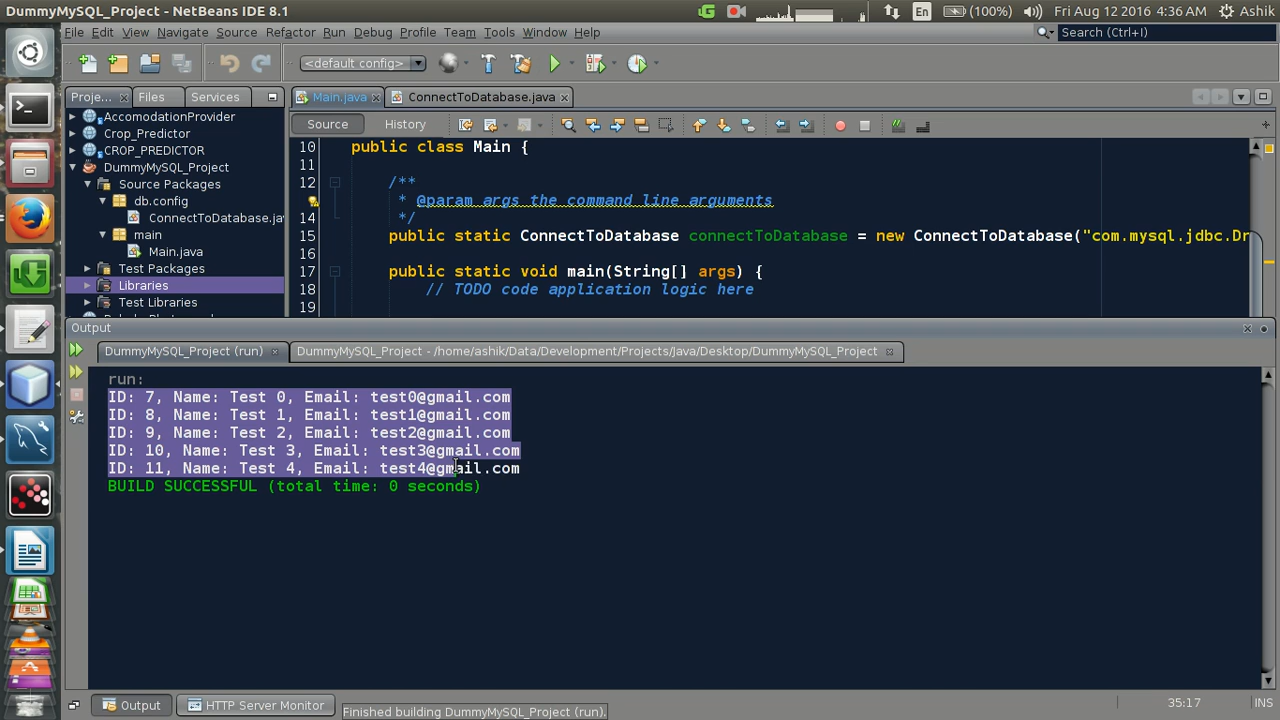 DummyMySQL_Project - NetBeans IDE 8.1
En (100%) Fri Aug 12 2016 4:36 AM Ashik
File Edit View Navigate Source Refactor Run Debug Profile Team Tools Window Help
Search (Ctrl+I)
<default config>
Proje... Files Services
Main.java ConnectToDatabase.java
Source History
AccomodationProvider
Crop_Predictor
CROP_PREDICTOR
DummyMySQL_Project
Source Packages
db.config
ConnectToDatabase.jav
main
Main.java
Test Packages
Libraries
Test Libraries
10 public class Main {
11
12 /**
* @param args the command line arguments
14 */
15 public static ConnectToDatabase connectToDatabase = new ConnectToDatabase("com.mysql.jdbc.Dr
16
17 public static void main(String[] args) {
18 // TODO code application logic here
19
Output
DummyMySQL_Project (run) DummyMySQL_Project - /home/ashik/Data/Development/Projects/Java/Desktop/DummyMySQL_Project
run:
ID: 7, Name: Test 0, Email: test0@gmail.com
ID: 8, Name: Test 1, Email: test1@gmail.com
ID: 9, Name: Test 2, Email: test2@gmail.com
ID: 10, Name: Test 3, Email: test3@gmail.com
ID: 11, Name: Test 4, Email: test4@gmail.com
BUILD SUCCESSFUL (total time: 0 seconds)
Output HTTP Server Monitor Finished building DummyMySQL_Project (run). 35:17 INS